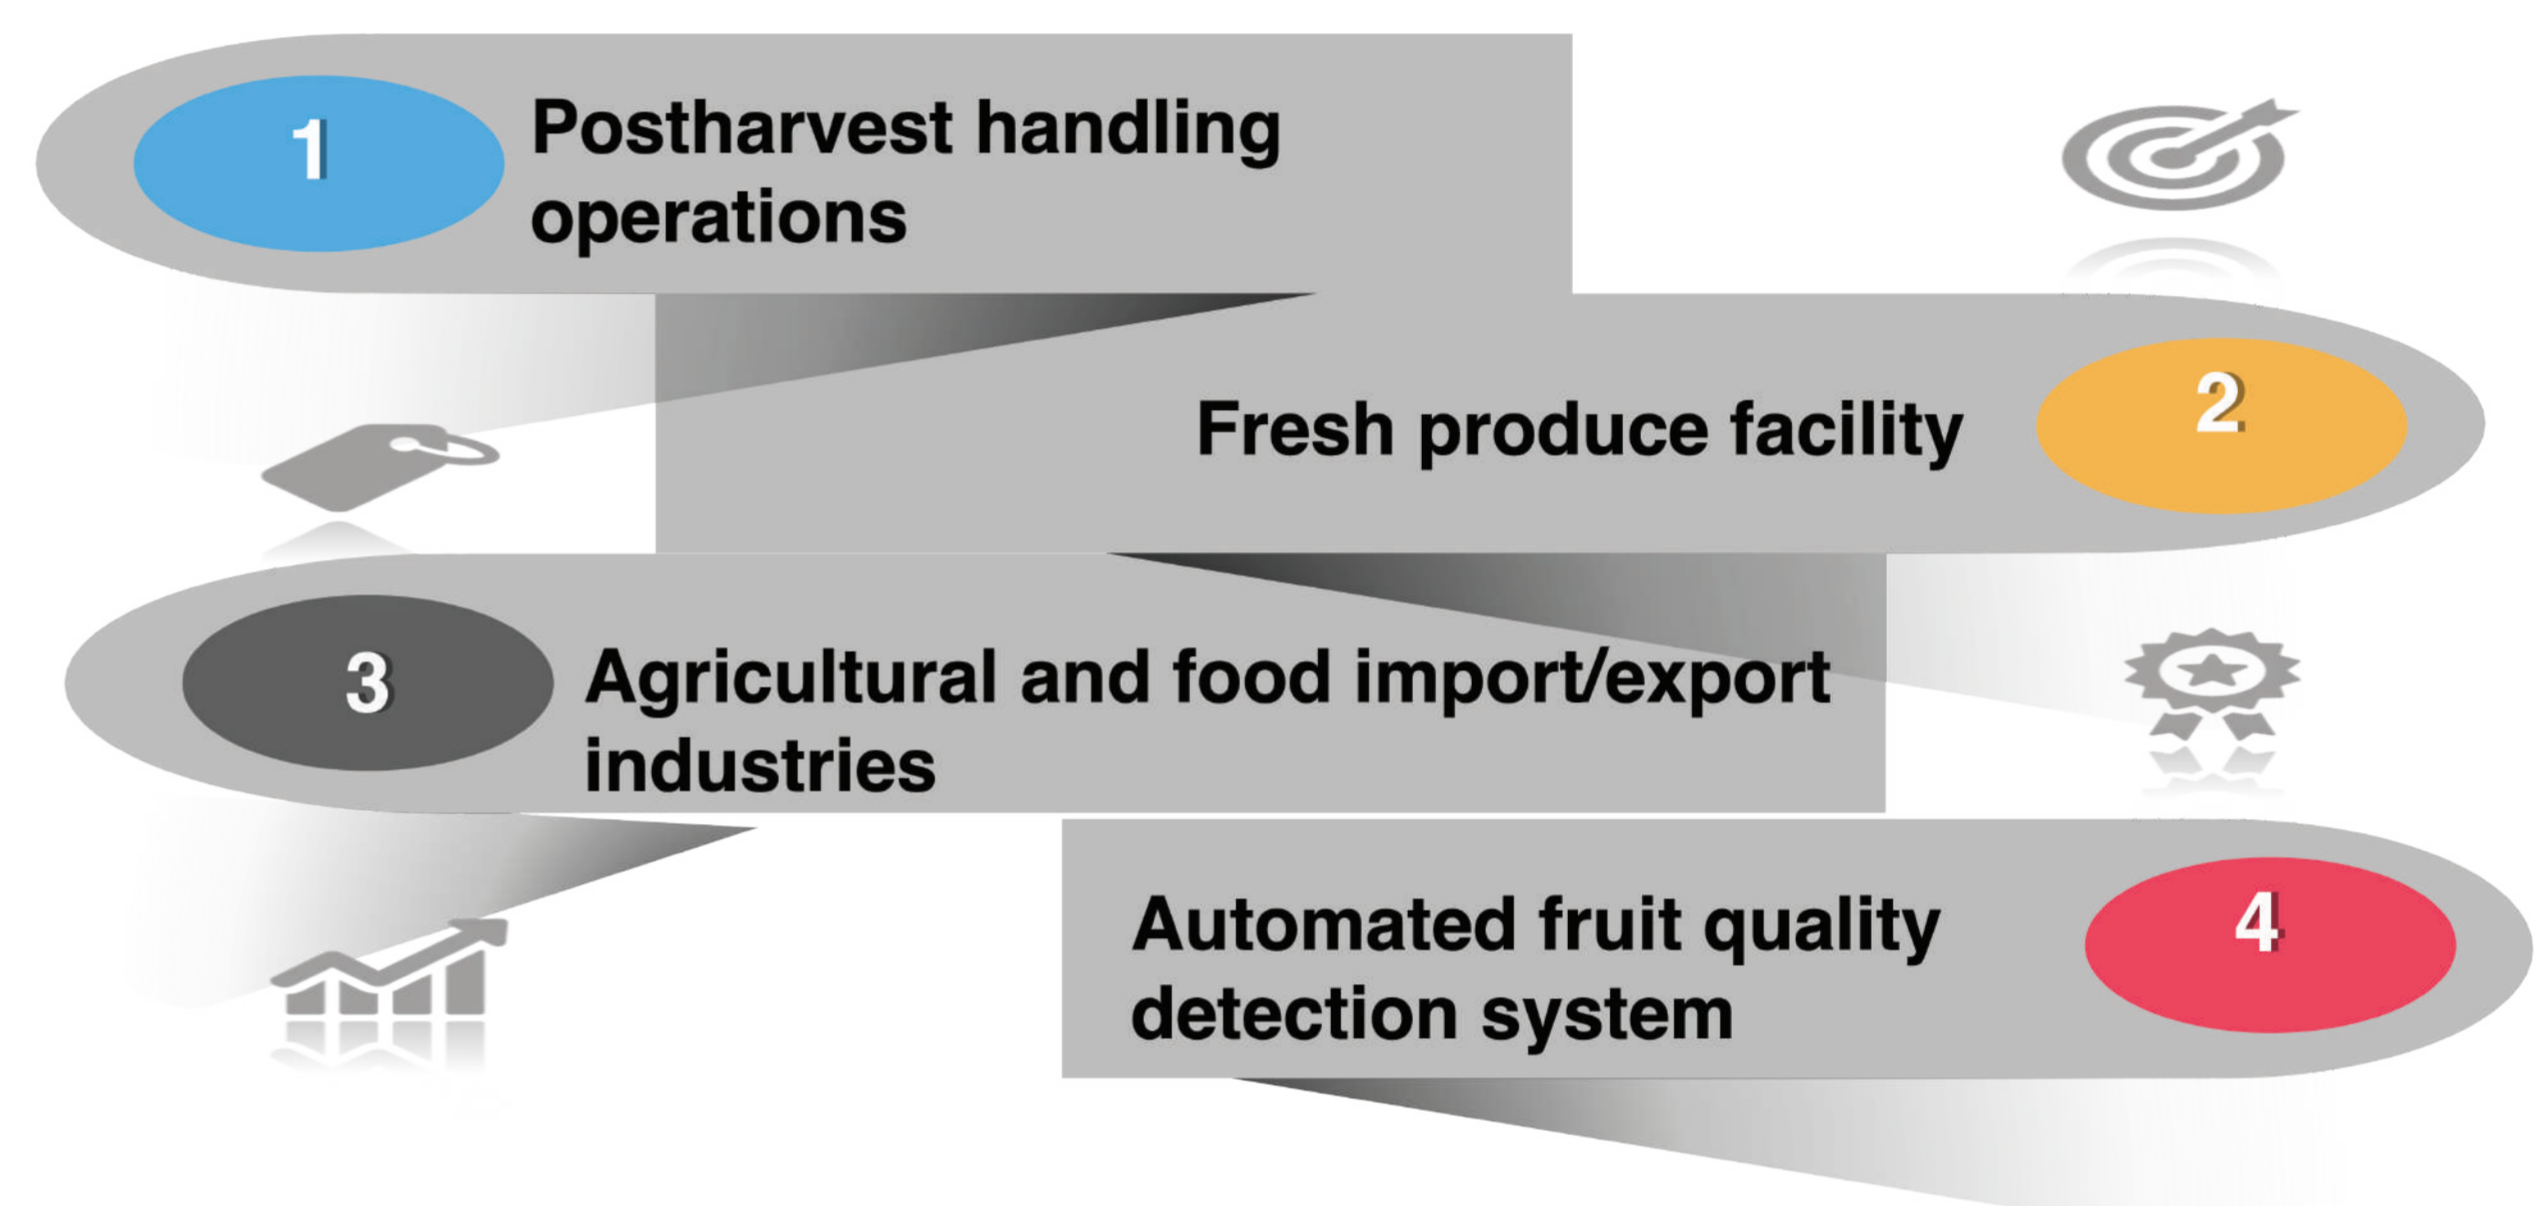 1
Postharvest handling
operations
Fresh produce facility
2
3
Agricultural and food import/export
industries
Automated fruit quality
detection system
4